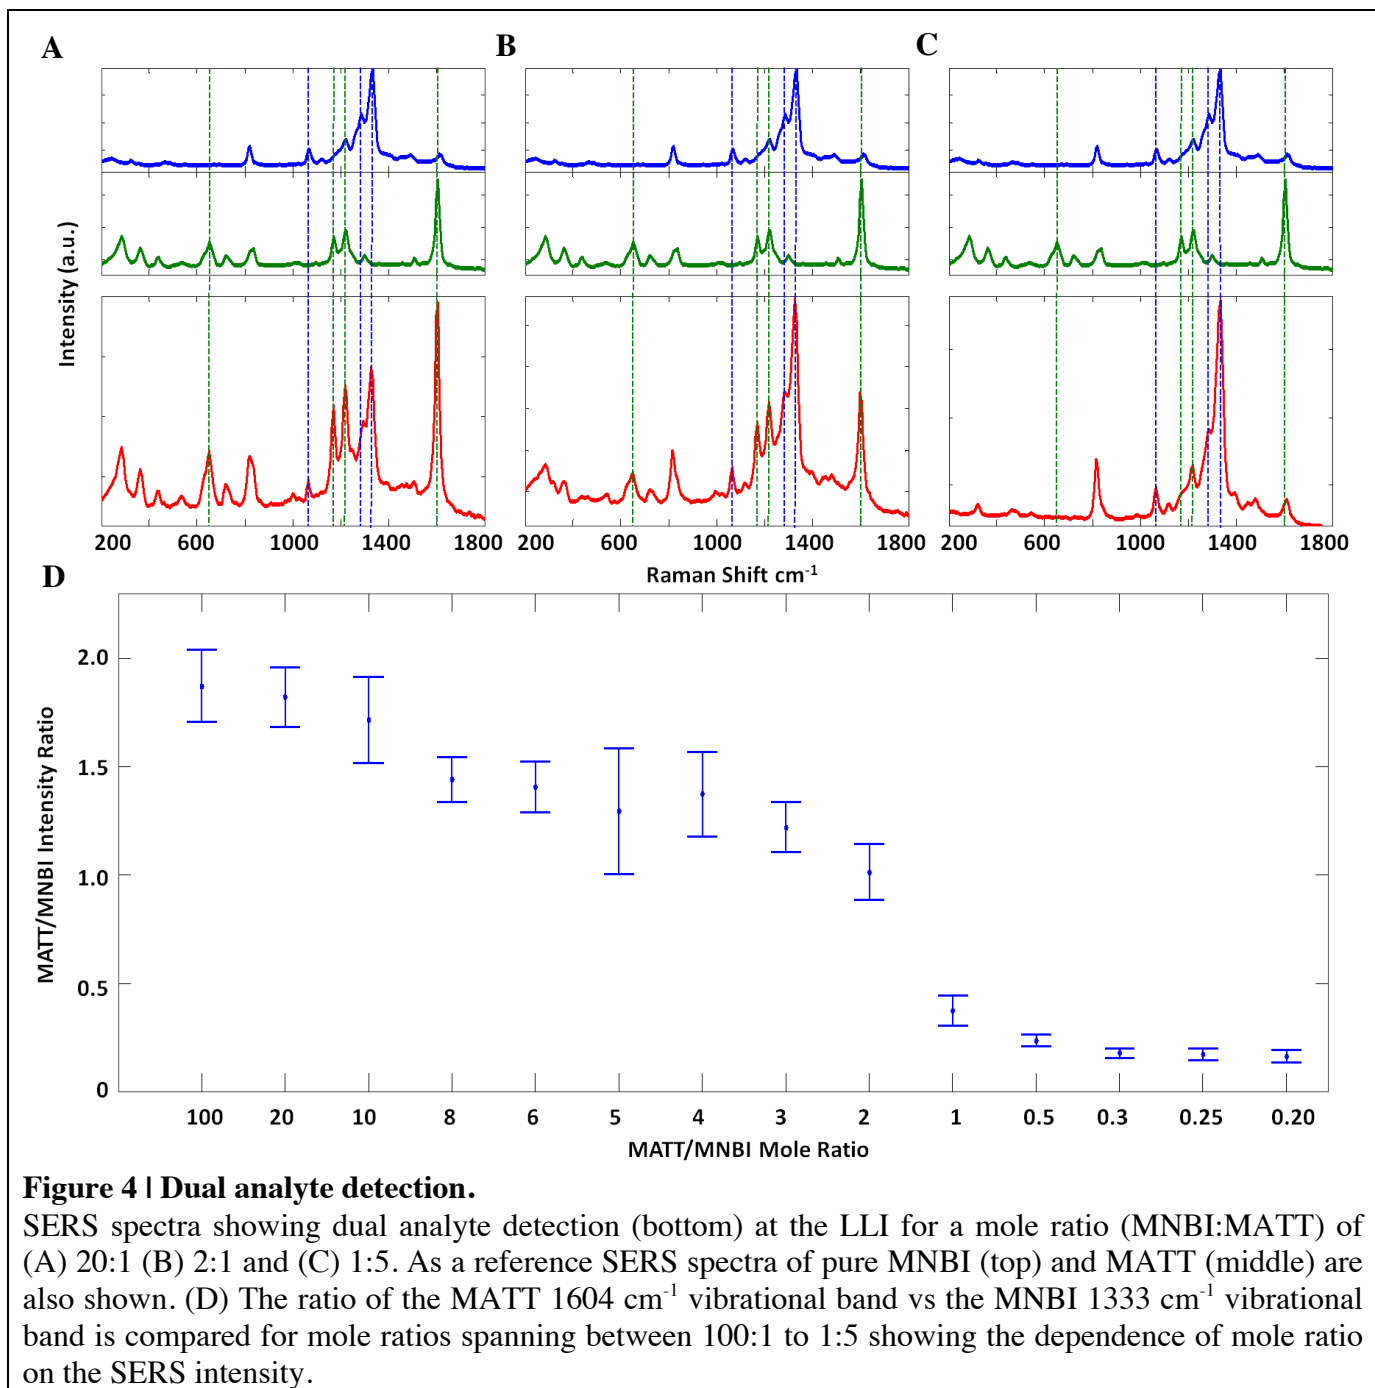 A B C
Intensity (a.u.)
200 600 1000 1400 1800 200 600 1000 1400 1800 200 600 1000 1400 1800
Raman Shift cm-1
D
MATT/MNBI Intensity Ratio
2.0
1.5
1.0
0.5
0
100 20 10 8 6 5 4 3 2 1 0.5 0.3 0.25 0.20
MATT/MNBI Mole Ratio
Figure 4 | Dual analyte detection.
SERS spectra showing dual analyte detection (bottom) at the LLI for a mole ratio (MNBI:MATT) of
(A) 20:1 (B) 2:1 and (C) 1:5. As a reference SERS spectra of pure MNBI (top) and MATT (middle) are
also shown. (D) The ratio of the MATT 1604 cm-1 vibrational band vs the MNBI 1333 cm-1 vibrational
band is compared for mole ratios spanning between 100:1 to 1:5 showing the dependence of mole ratio
on the SERS intensity.